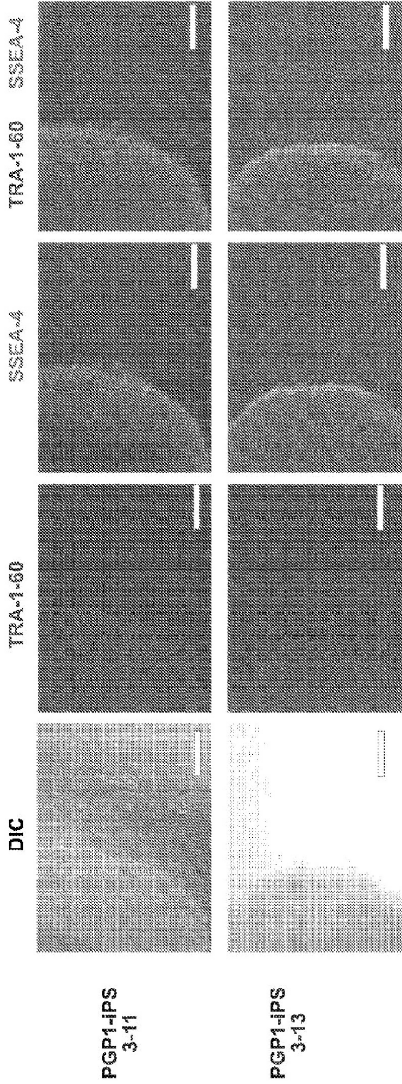 DIC
TRA-1-60
SSEA-4
TRA-1-60 SSEA-4
PGP1-iPS
3-11
PGP1-iPS
3-13